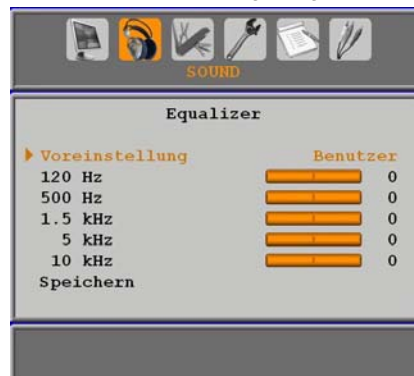 SOUND
Equalizer
Voreinstellung Benutzer
120 Hz 0
500 Hz 0
1.5 kHz 0
5 kHz 0
10 kHz 0
Speichern